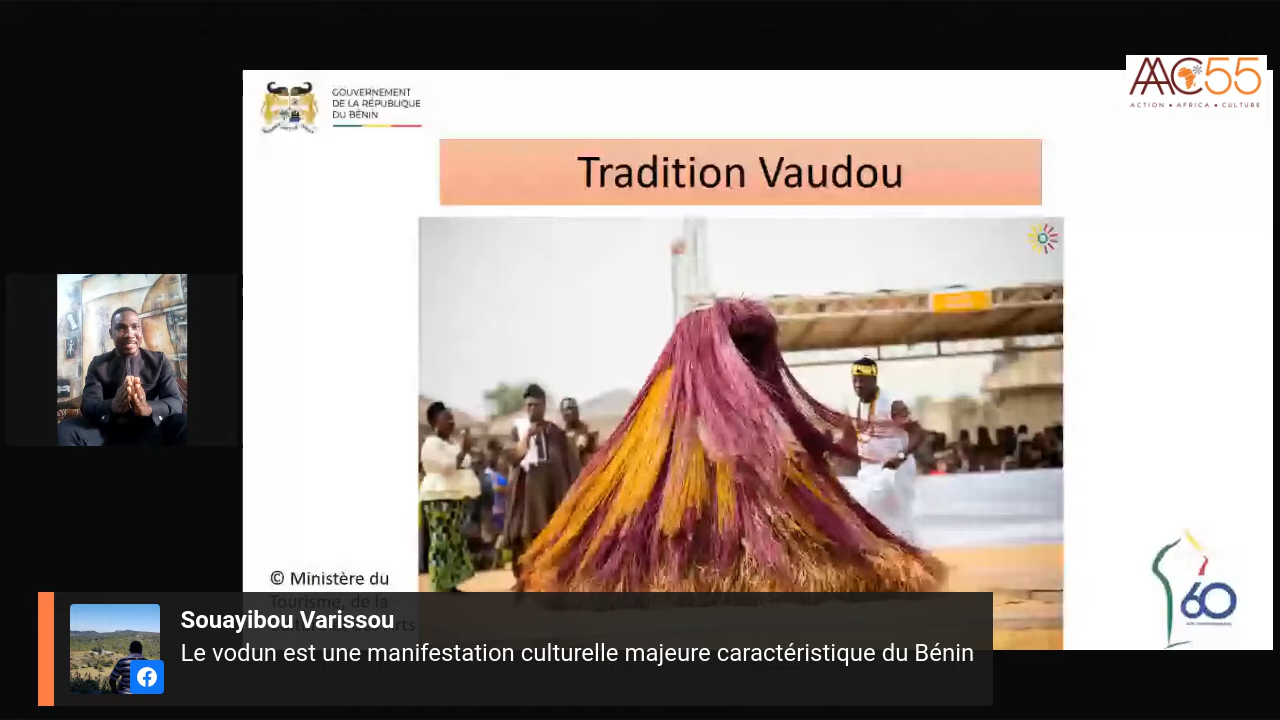 GOUVERNEMENT
DE LA RÉPUBLIQUE
DU BÉNIN
AAC55
ACTION • AFRICA • CULTURE
Tradition Vaudou
© Ministère du
Tourisme, de la
60
Souayibou Varissou
Le vodun est une manifestation culturelle majeure caractéristique du Bénin